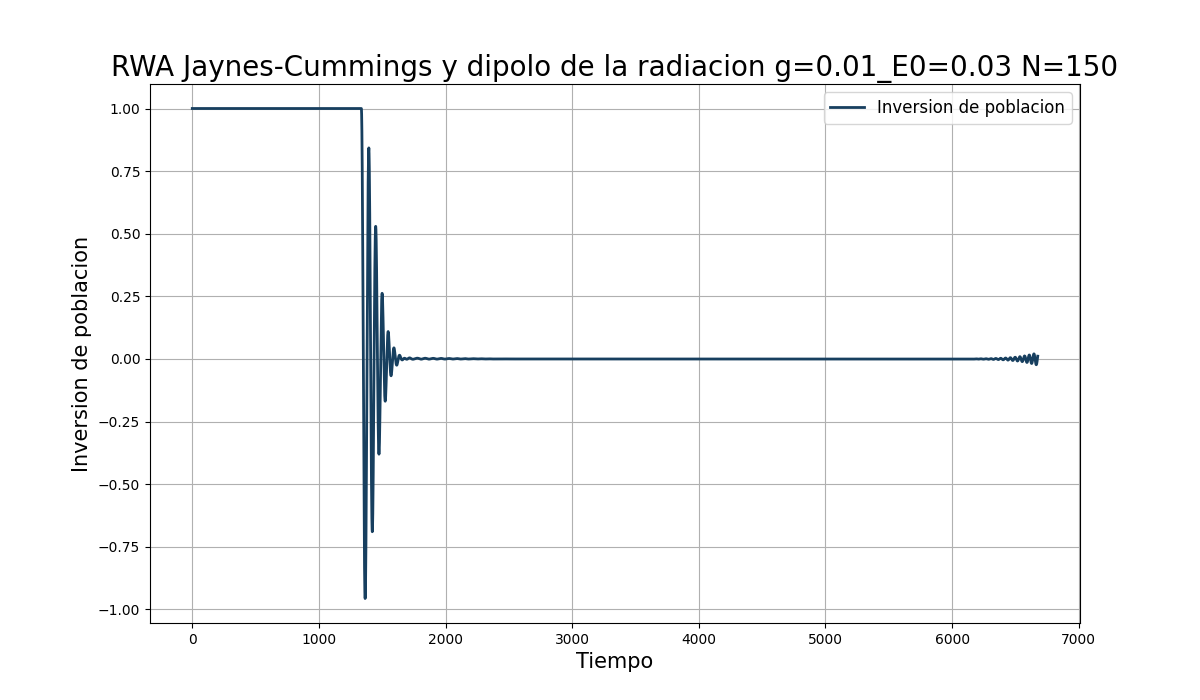 RWA Jaynes-Cummings y dipolo de la radiacion g=0.01_E0=0.03 N=150
Inversion de poblacion
Inversion de poblacion
1.00
0.75
0.50
0.25
0.00
−0.25
−0.50
−0.75
−1.00
0 1000 2000 3000 4000 5000 6000 7000
Tiempo